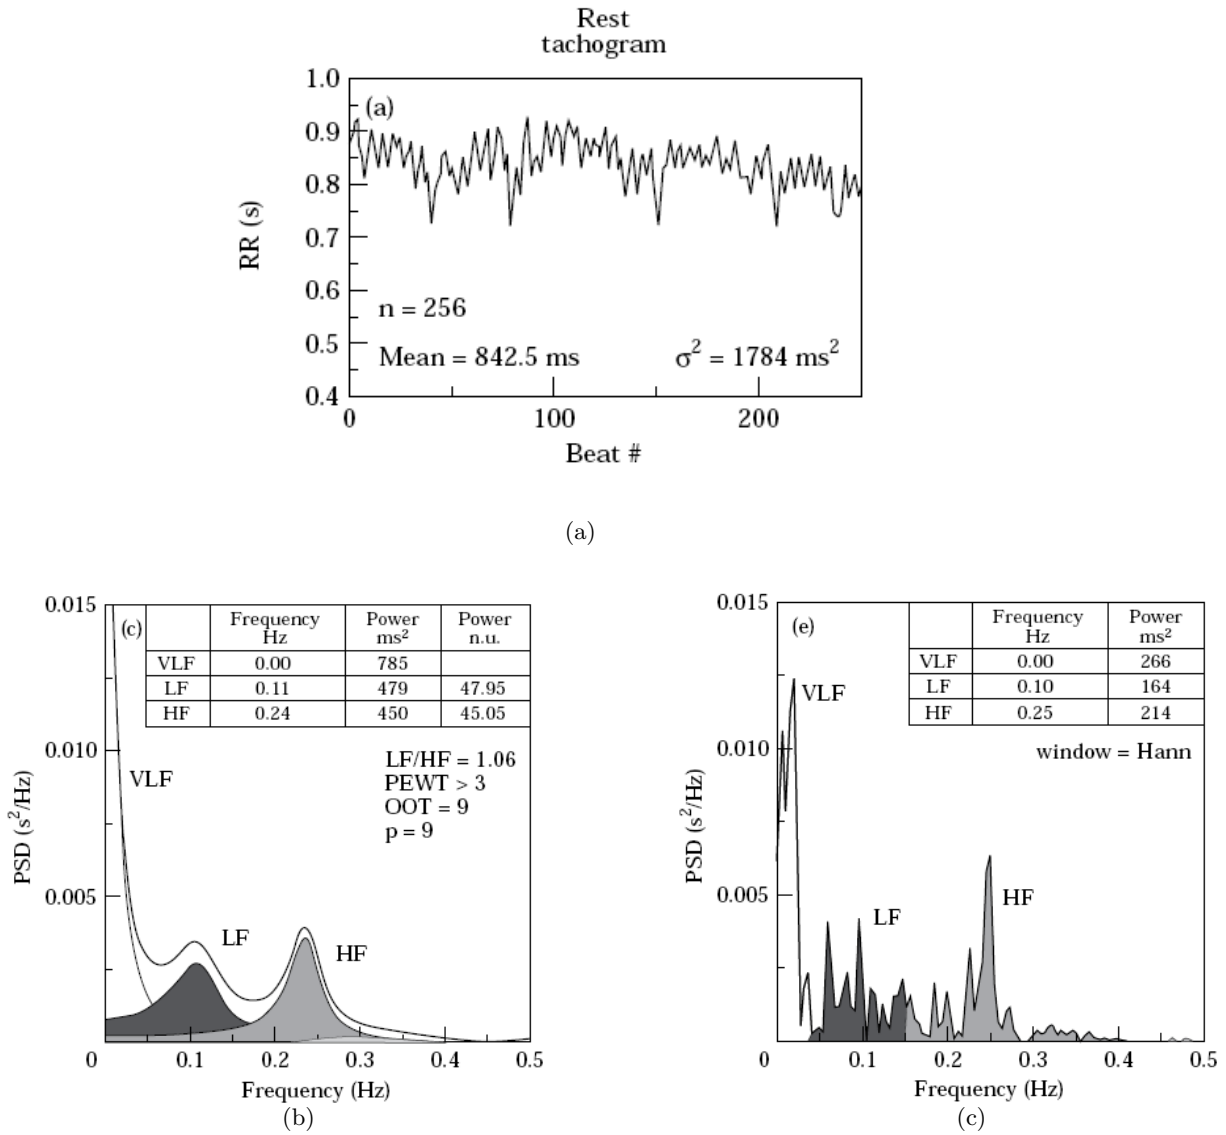 Rest
tachogram
(a)
1.0
0.9
0.8
0.7
0.6
0.5
0.4
RR (s)
n = 256
Mean = 842.5 ms
σ² = 1784 ms²
0 100 200
Beat #
(a)
0.015
0.010
0.005
0
PSD (s²/Hz)
(c)
Frequency Hz Power ms² Power n.u.
VLF 0.00 785
LF 0.11 479 47.95
HF 0.24 450 45.05
LF/HF = 1.06
PEWT > 3
OOT = 9
p = 9
VLF
LF
HF
0.1 0.2 0.3 0.4 0.5
Frequency (Hz)
(b)
0.015
0.010
0.005
0
PSD (s²/Hz)
(e)
Frequency Hz Power ms²
VLF 0.00 266
LF 0.10 164
HF 0.25 214
window = Hann
VLF
LF
HF
0.1 0.2 0.3 0.4 0.5
Frequency (Hz)
(c)